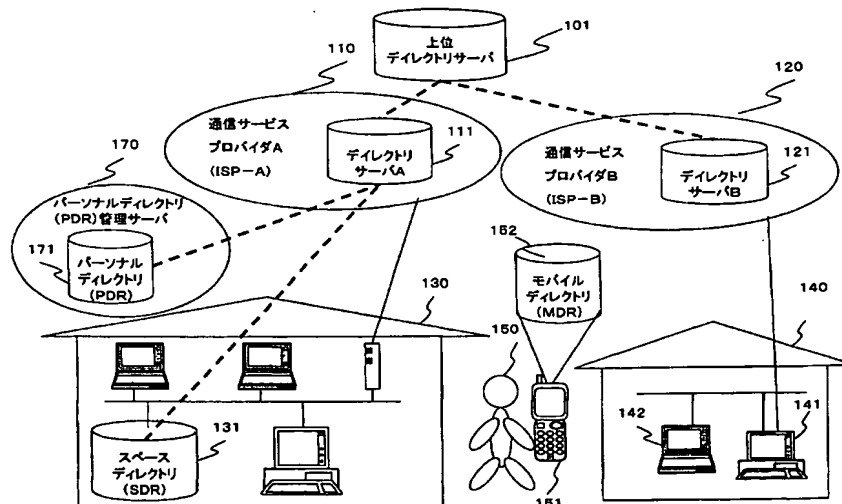 101
上位
ディレクトリサーバ
110
120
通信サービス
プロバイダA
(ISP-A)
ディレクトリ
サーバA
111
通信サービス
プロバイダB
(ISP-B)
ディレクトリ
サーバB
121
170
パーソナルディレクトリ
(PDR)管理サーバ
171
パーソナル
ディレクトリ
(PDR)
152
モバイル
ディレクトリ
(MDR)
130
140
150
131
スペース
ディレクトリ
(SDR)
142
141
151